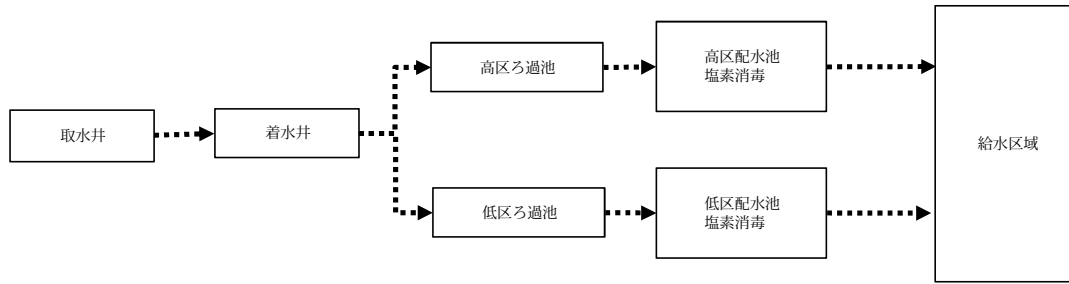 取水井
着水井
高区ろ過池
高区配水池
塩素消毒
低区ろ過池
低区配水池
塩素消毒
給水区域